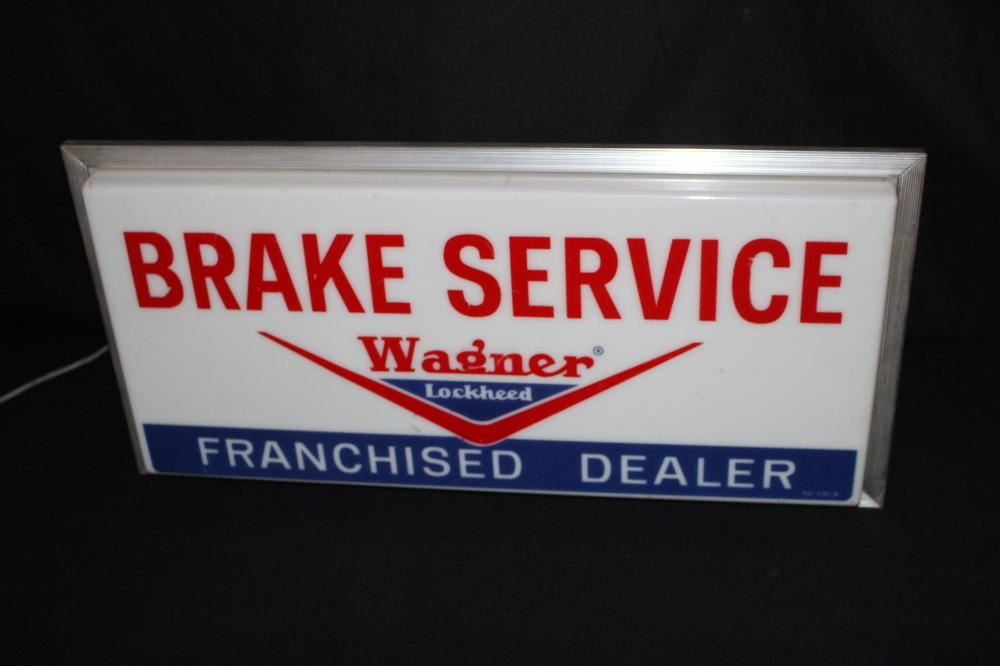 BRAKE SERVICE
Wagner®
Lockheed
FRANCHISED DEALER